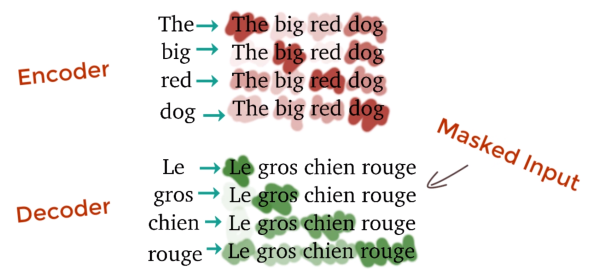 Encoder
The → The big red dog
big → The big red dog
red → The big red dog
dog → The big red dog
Decoder
Masked Input
Le → Le gros chien rouge
gros → Le gros chien rouge
chien → Le gros chien rouge
rouge → Le gros chien rouge